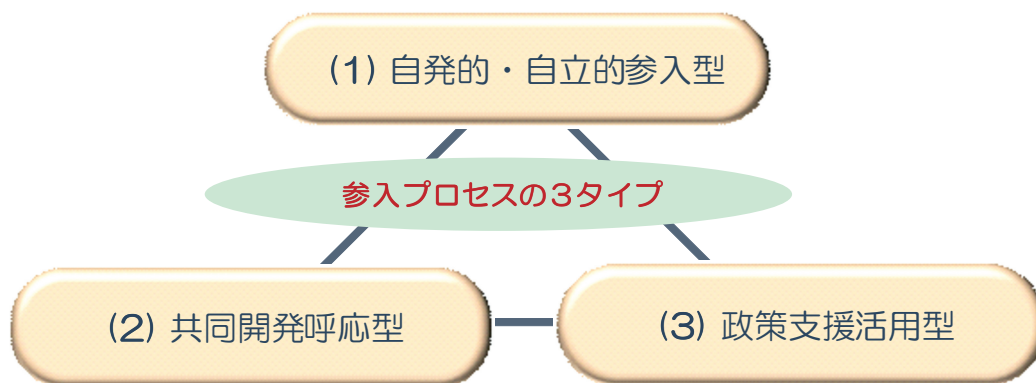 (1) 自発的・自立的参入型
参入プロセスの3タイプ
(2) 共同開発呼応型
(3) 政策支援活用型